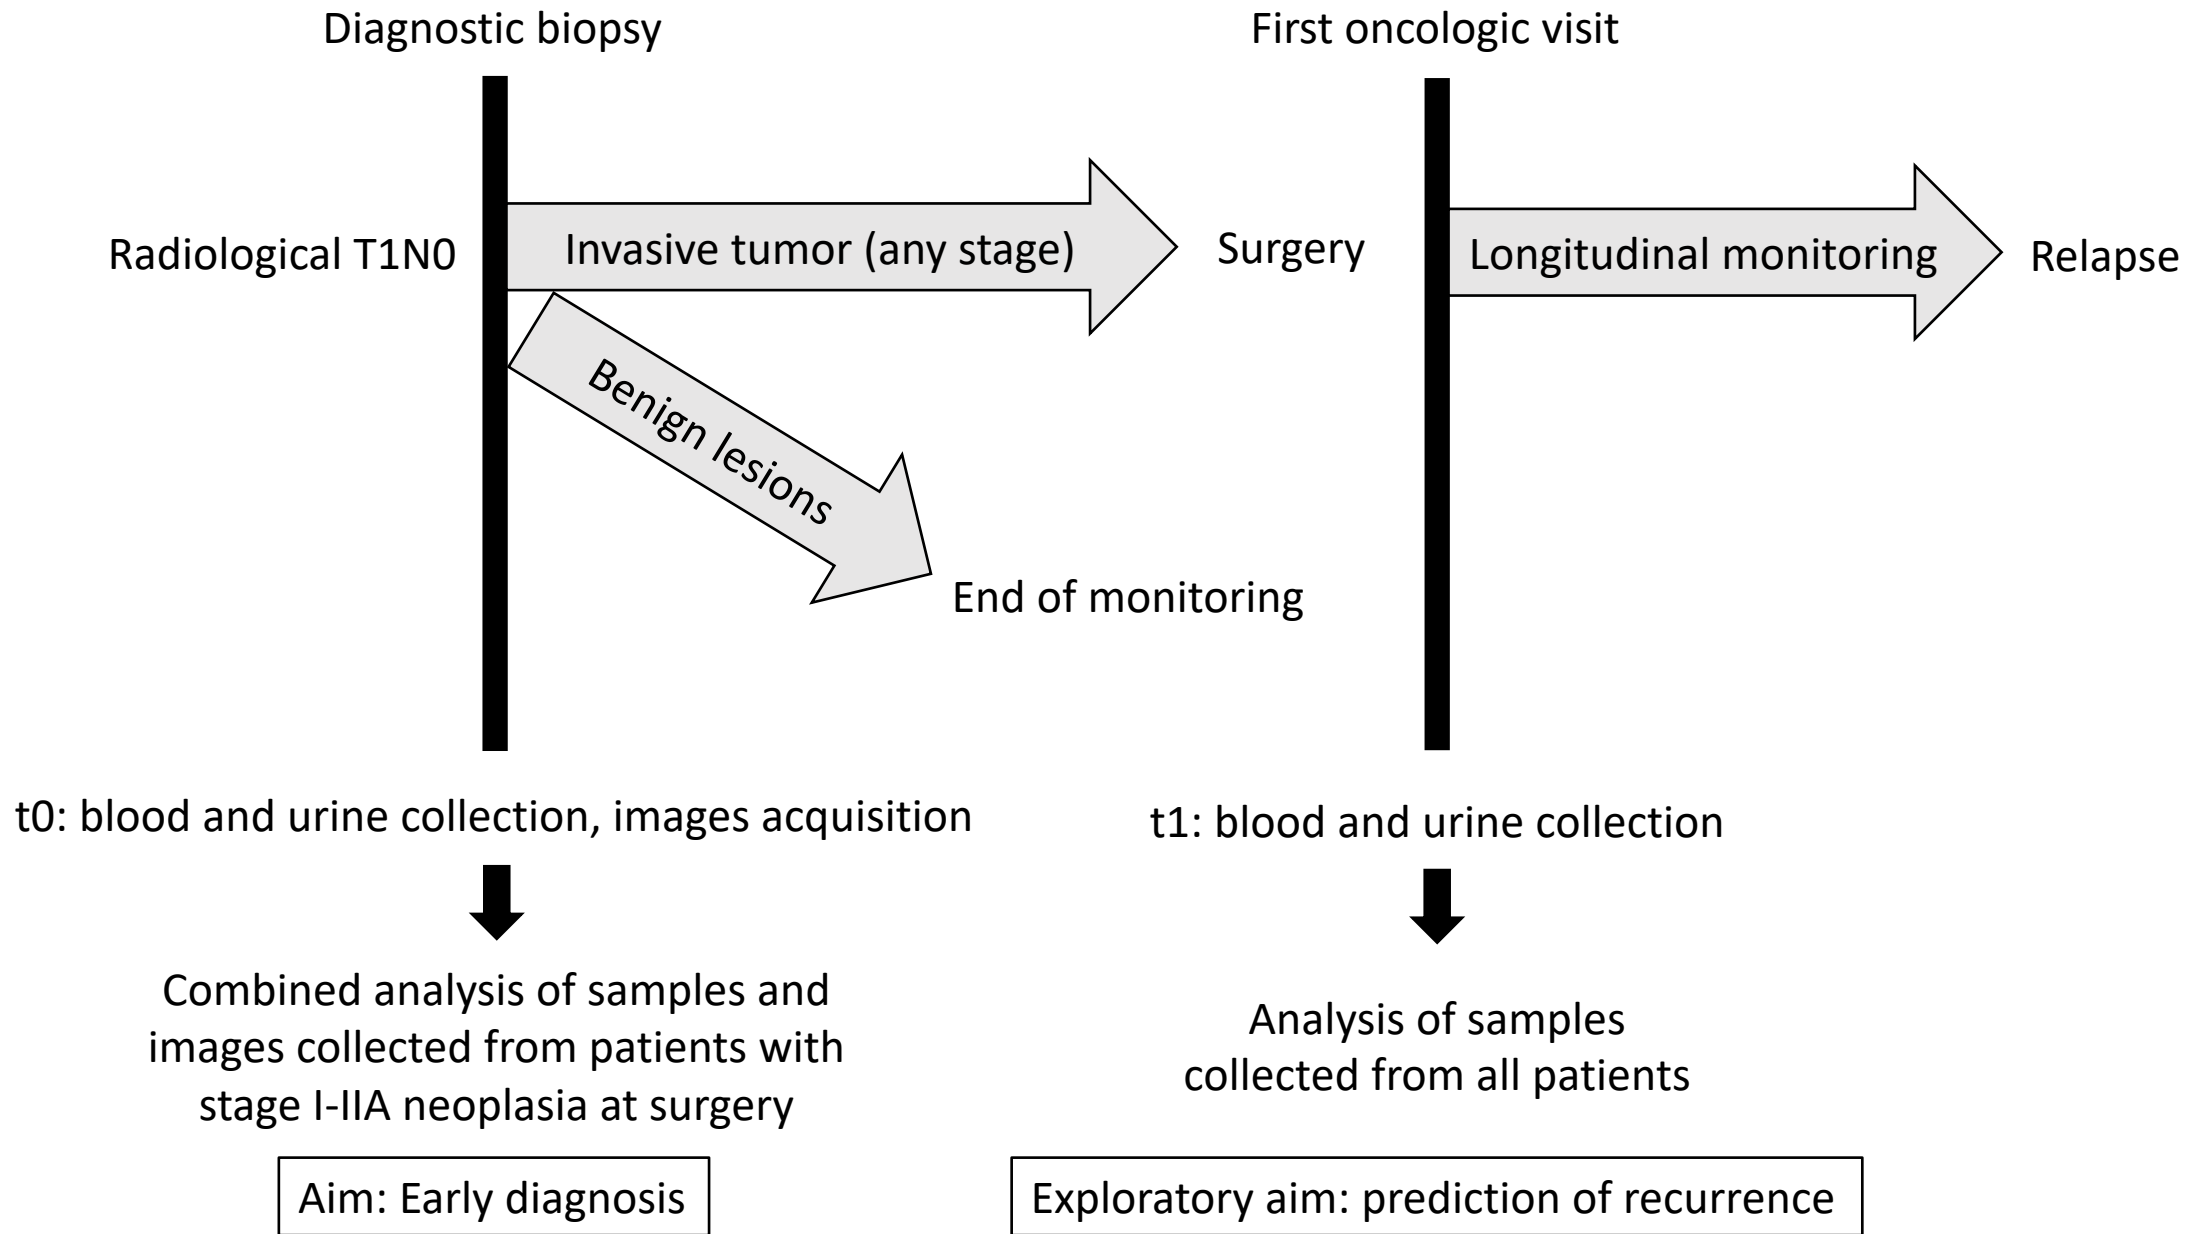 Diagnostic biopsy
First oncologic visit
Radiological T1N0
Invasive tumor (any stage)
Surgery
Longitudinal monitoring
Relapse
Benign lesions
End of monitoring
t0: blood and urine collection, images acquisition
t1: blood and urine collection
Combined analysis of samples and
images collected from patients with
stage I-IIA neoplasia at surgery
Analysis of samples
collected from all patients
Aim: Early diagnosis
Exploratory aim: prediction of recurrence